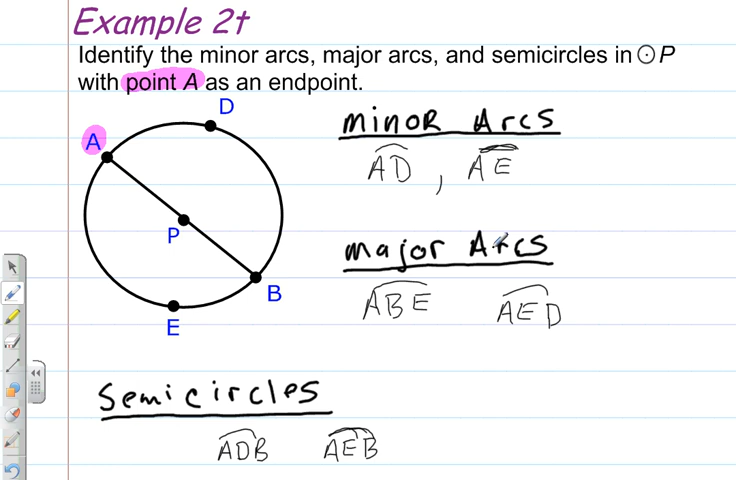 Example 2t
Identify the minor arcs, major arcs, and semicircles in ⊙P
with point A as an endpoint.
D
A
P
B
E
minor Arcs
AD, AE
major Arcs
ABE AED
Semicircles
ADB AEB